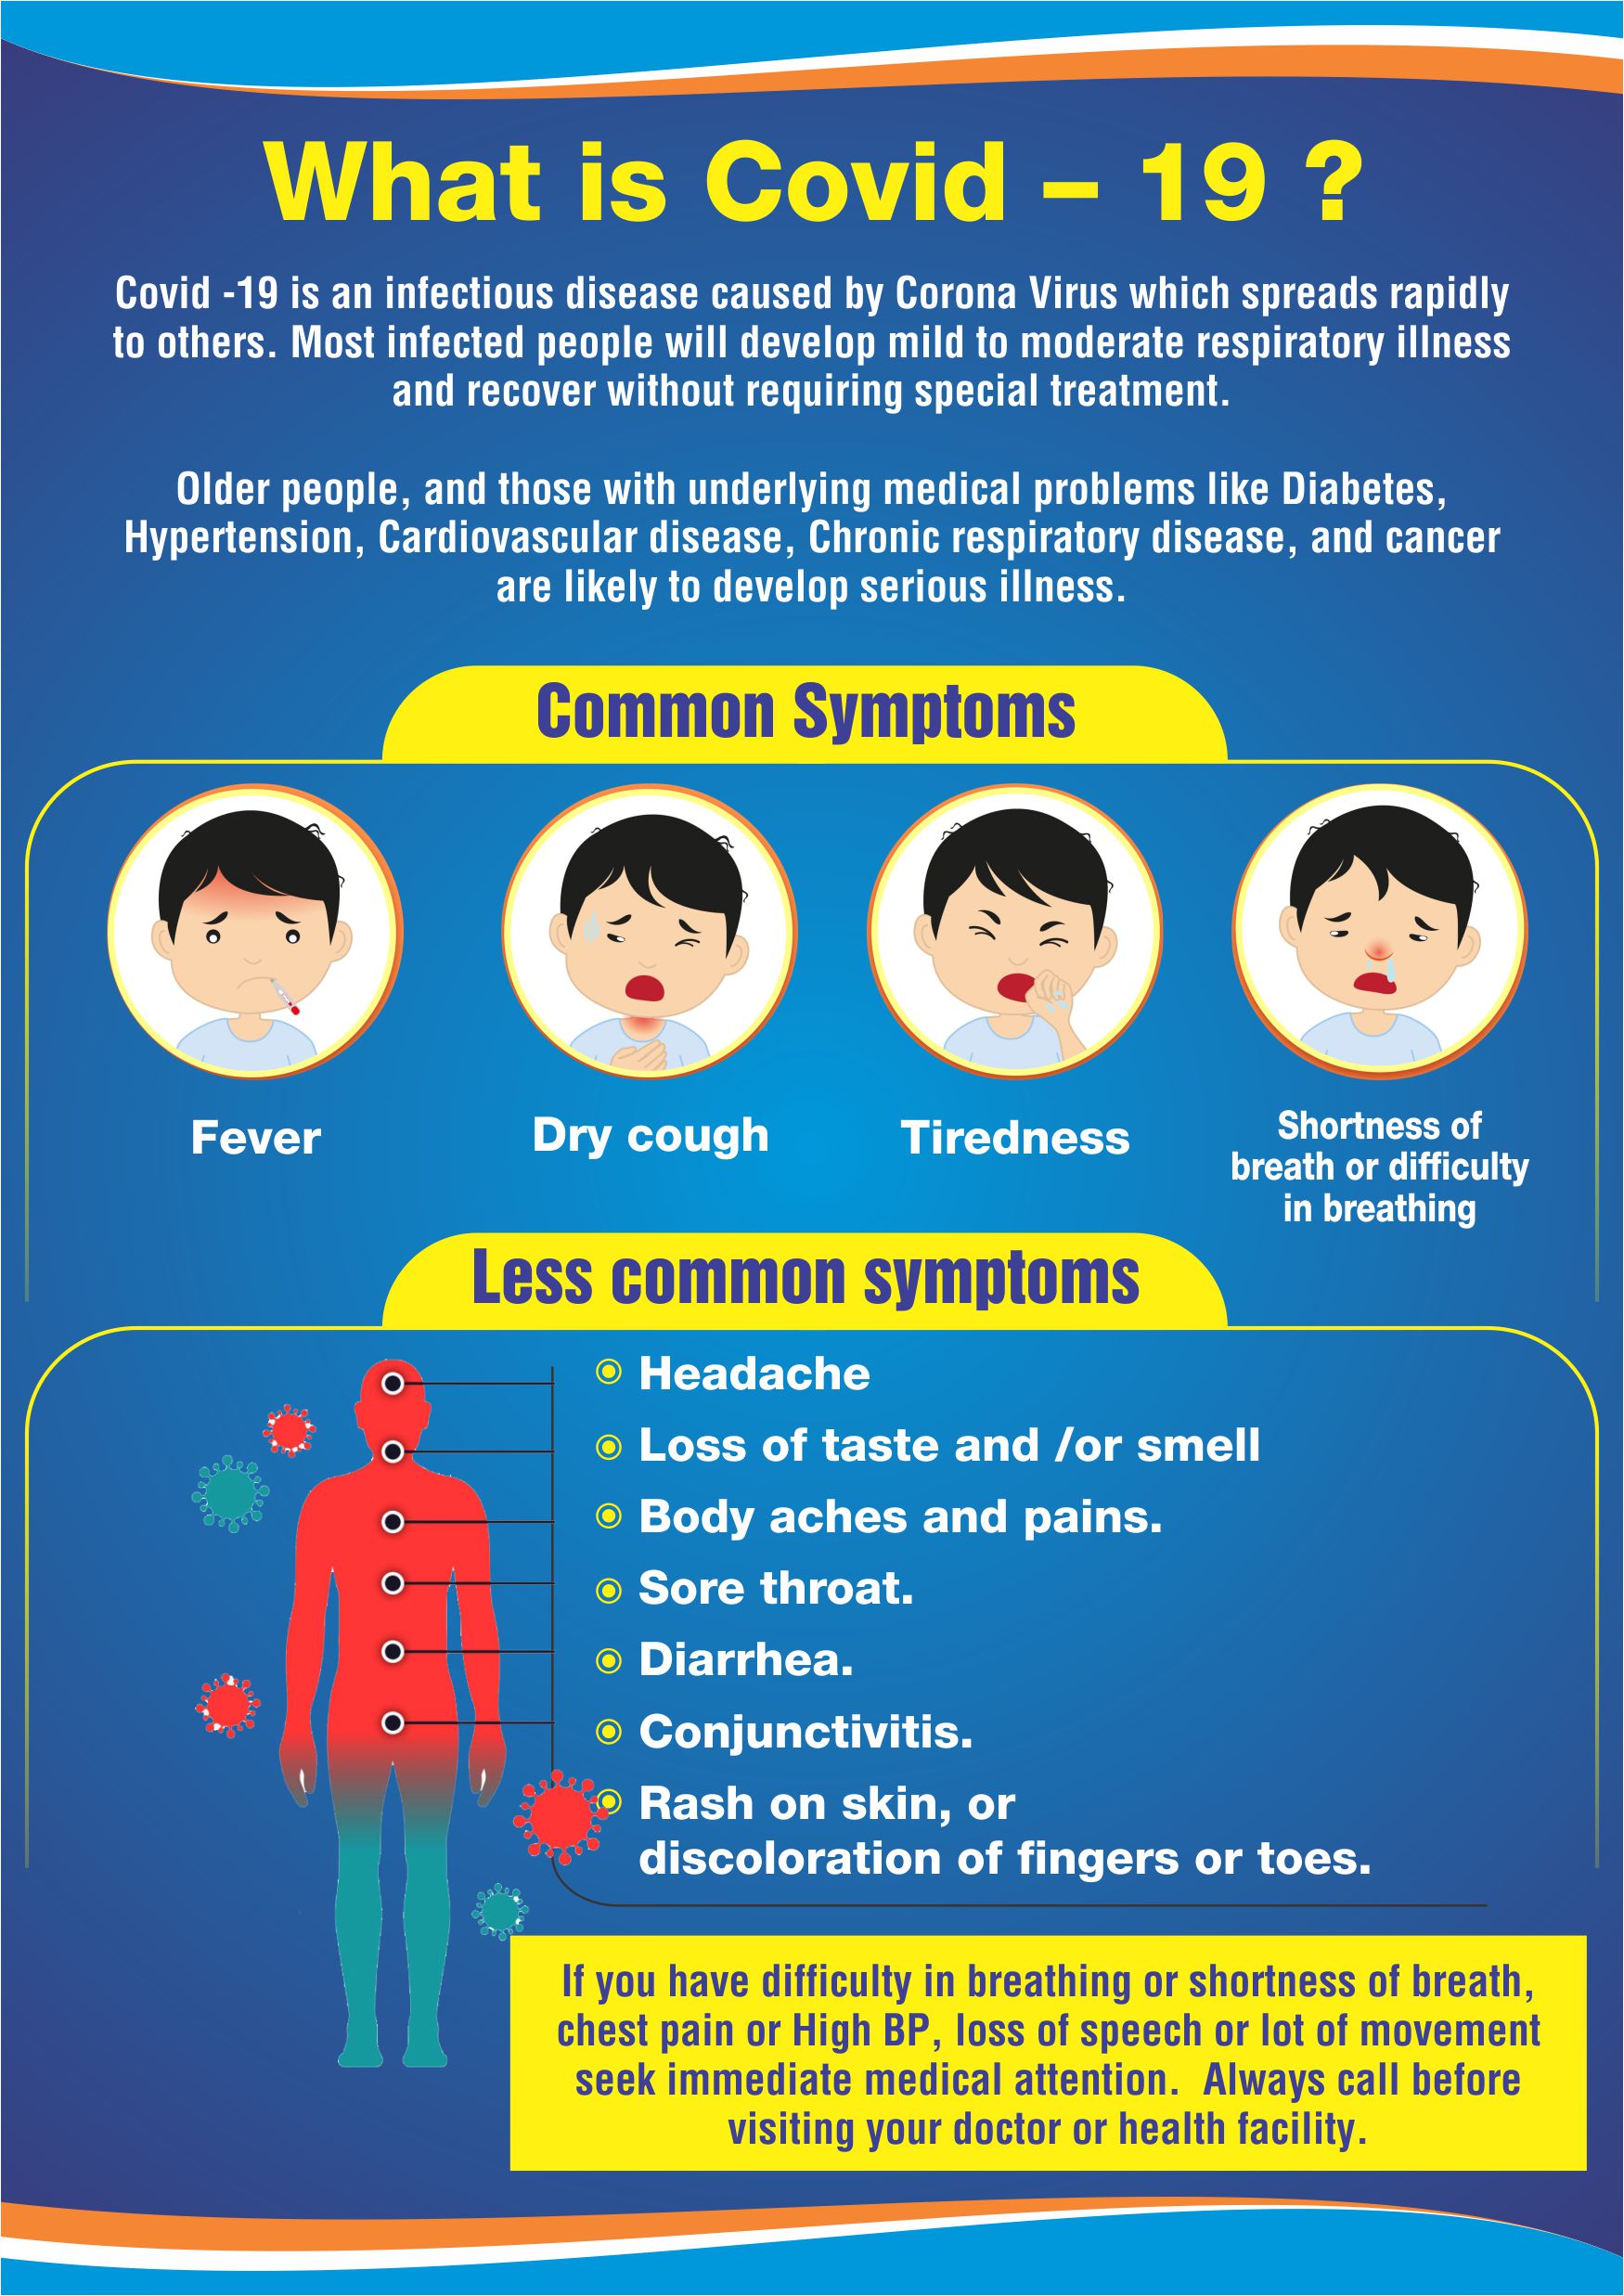 What is Covid – 19 ?
Covid -19 is an infectious disease caused by Corona Virus which spreads rapidly
to others. Most infected people will develop mild to moderate respiratory illness
and recover without requiring special treatment.
Older people, and those with underlying medical problems like Diabetes,
Hypertension, Cardiovascular disease, Chronic respiratory disease, and cancer
are likely to develop serious illness.
Common Symptoms
Fever
Dry cough
Tiredness
Shortness of
breath or difficulty
in breathing
Less common symptoms
Headache
Loss of taste and /or smell
Body aches and pains.
Sore throat.
Diarrhea.
Conjunctivitis.
Rash on skin, or
discoloration of fingers or toes.
If you have difficulty in breathing or shortness of breath,
chest pain or High BP, loss of speech or lot of movement
seek immediate medical attention.  Always call before
visiting your doctor or health facility.